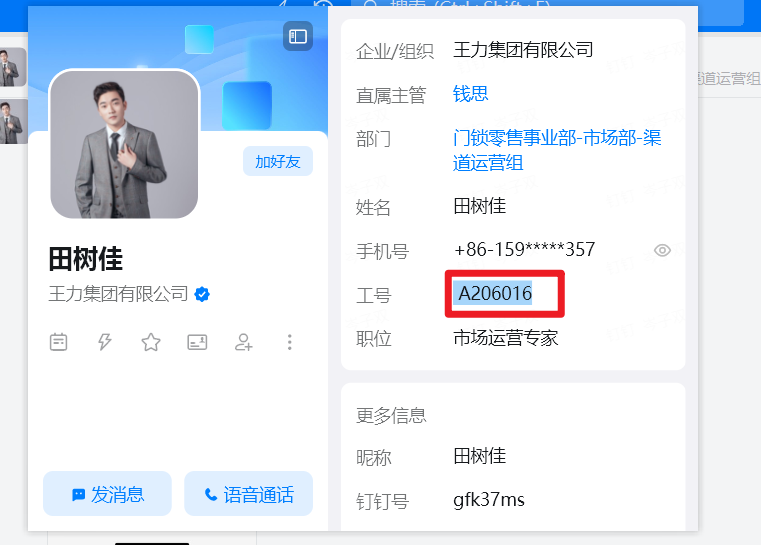 搜索 (Ctrl+Shift+F)
渠道运营组
加好友
田树佳
王力集团有限公司
发消息
语音通话
企业/组织 王力集团有限公司
直属主管 钱思
部门 门锁零售事业部-市场部-渠
道运营组
姓名 田树佳
手机号 +86-159*****357
工号 A206016
职位 市场运营专家
更多信息
昵称 田树佳
钉钉号 gfk37ms